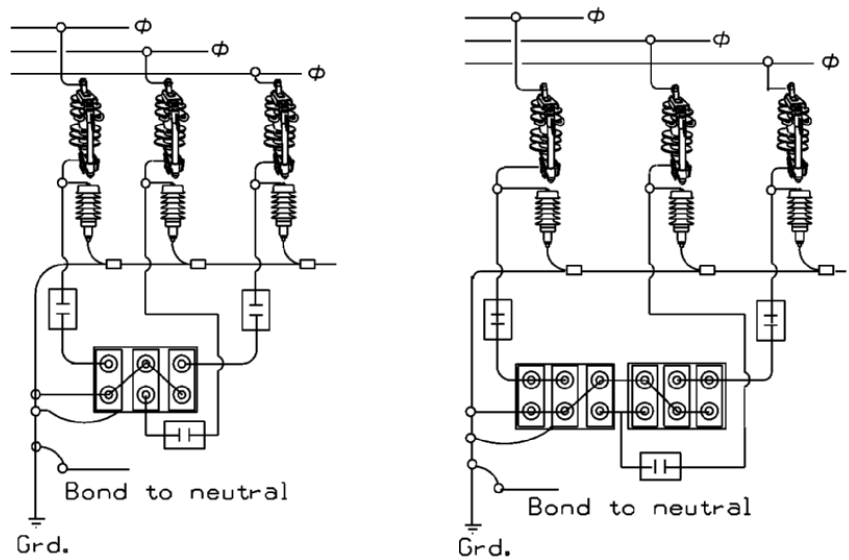 Φ
Φ
Φ
Bond to neutral
Grd.
Φ
Φ
Φ
Bond to neutral
Grd.